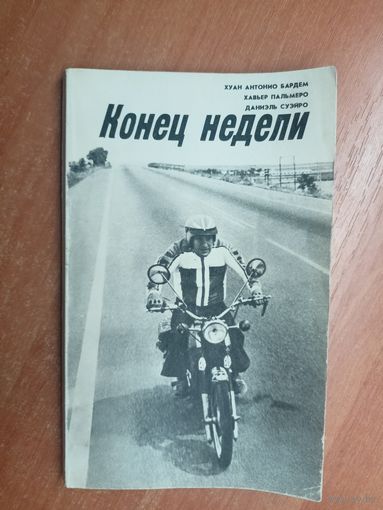 ХУАН АНТОНИО БАРДЕМ
ХАВЬЕР ПАЛЬМЕРО
ДАНИЭЛЬ СУЭЙРО
Конец недели